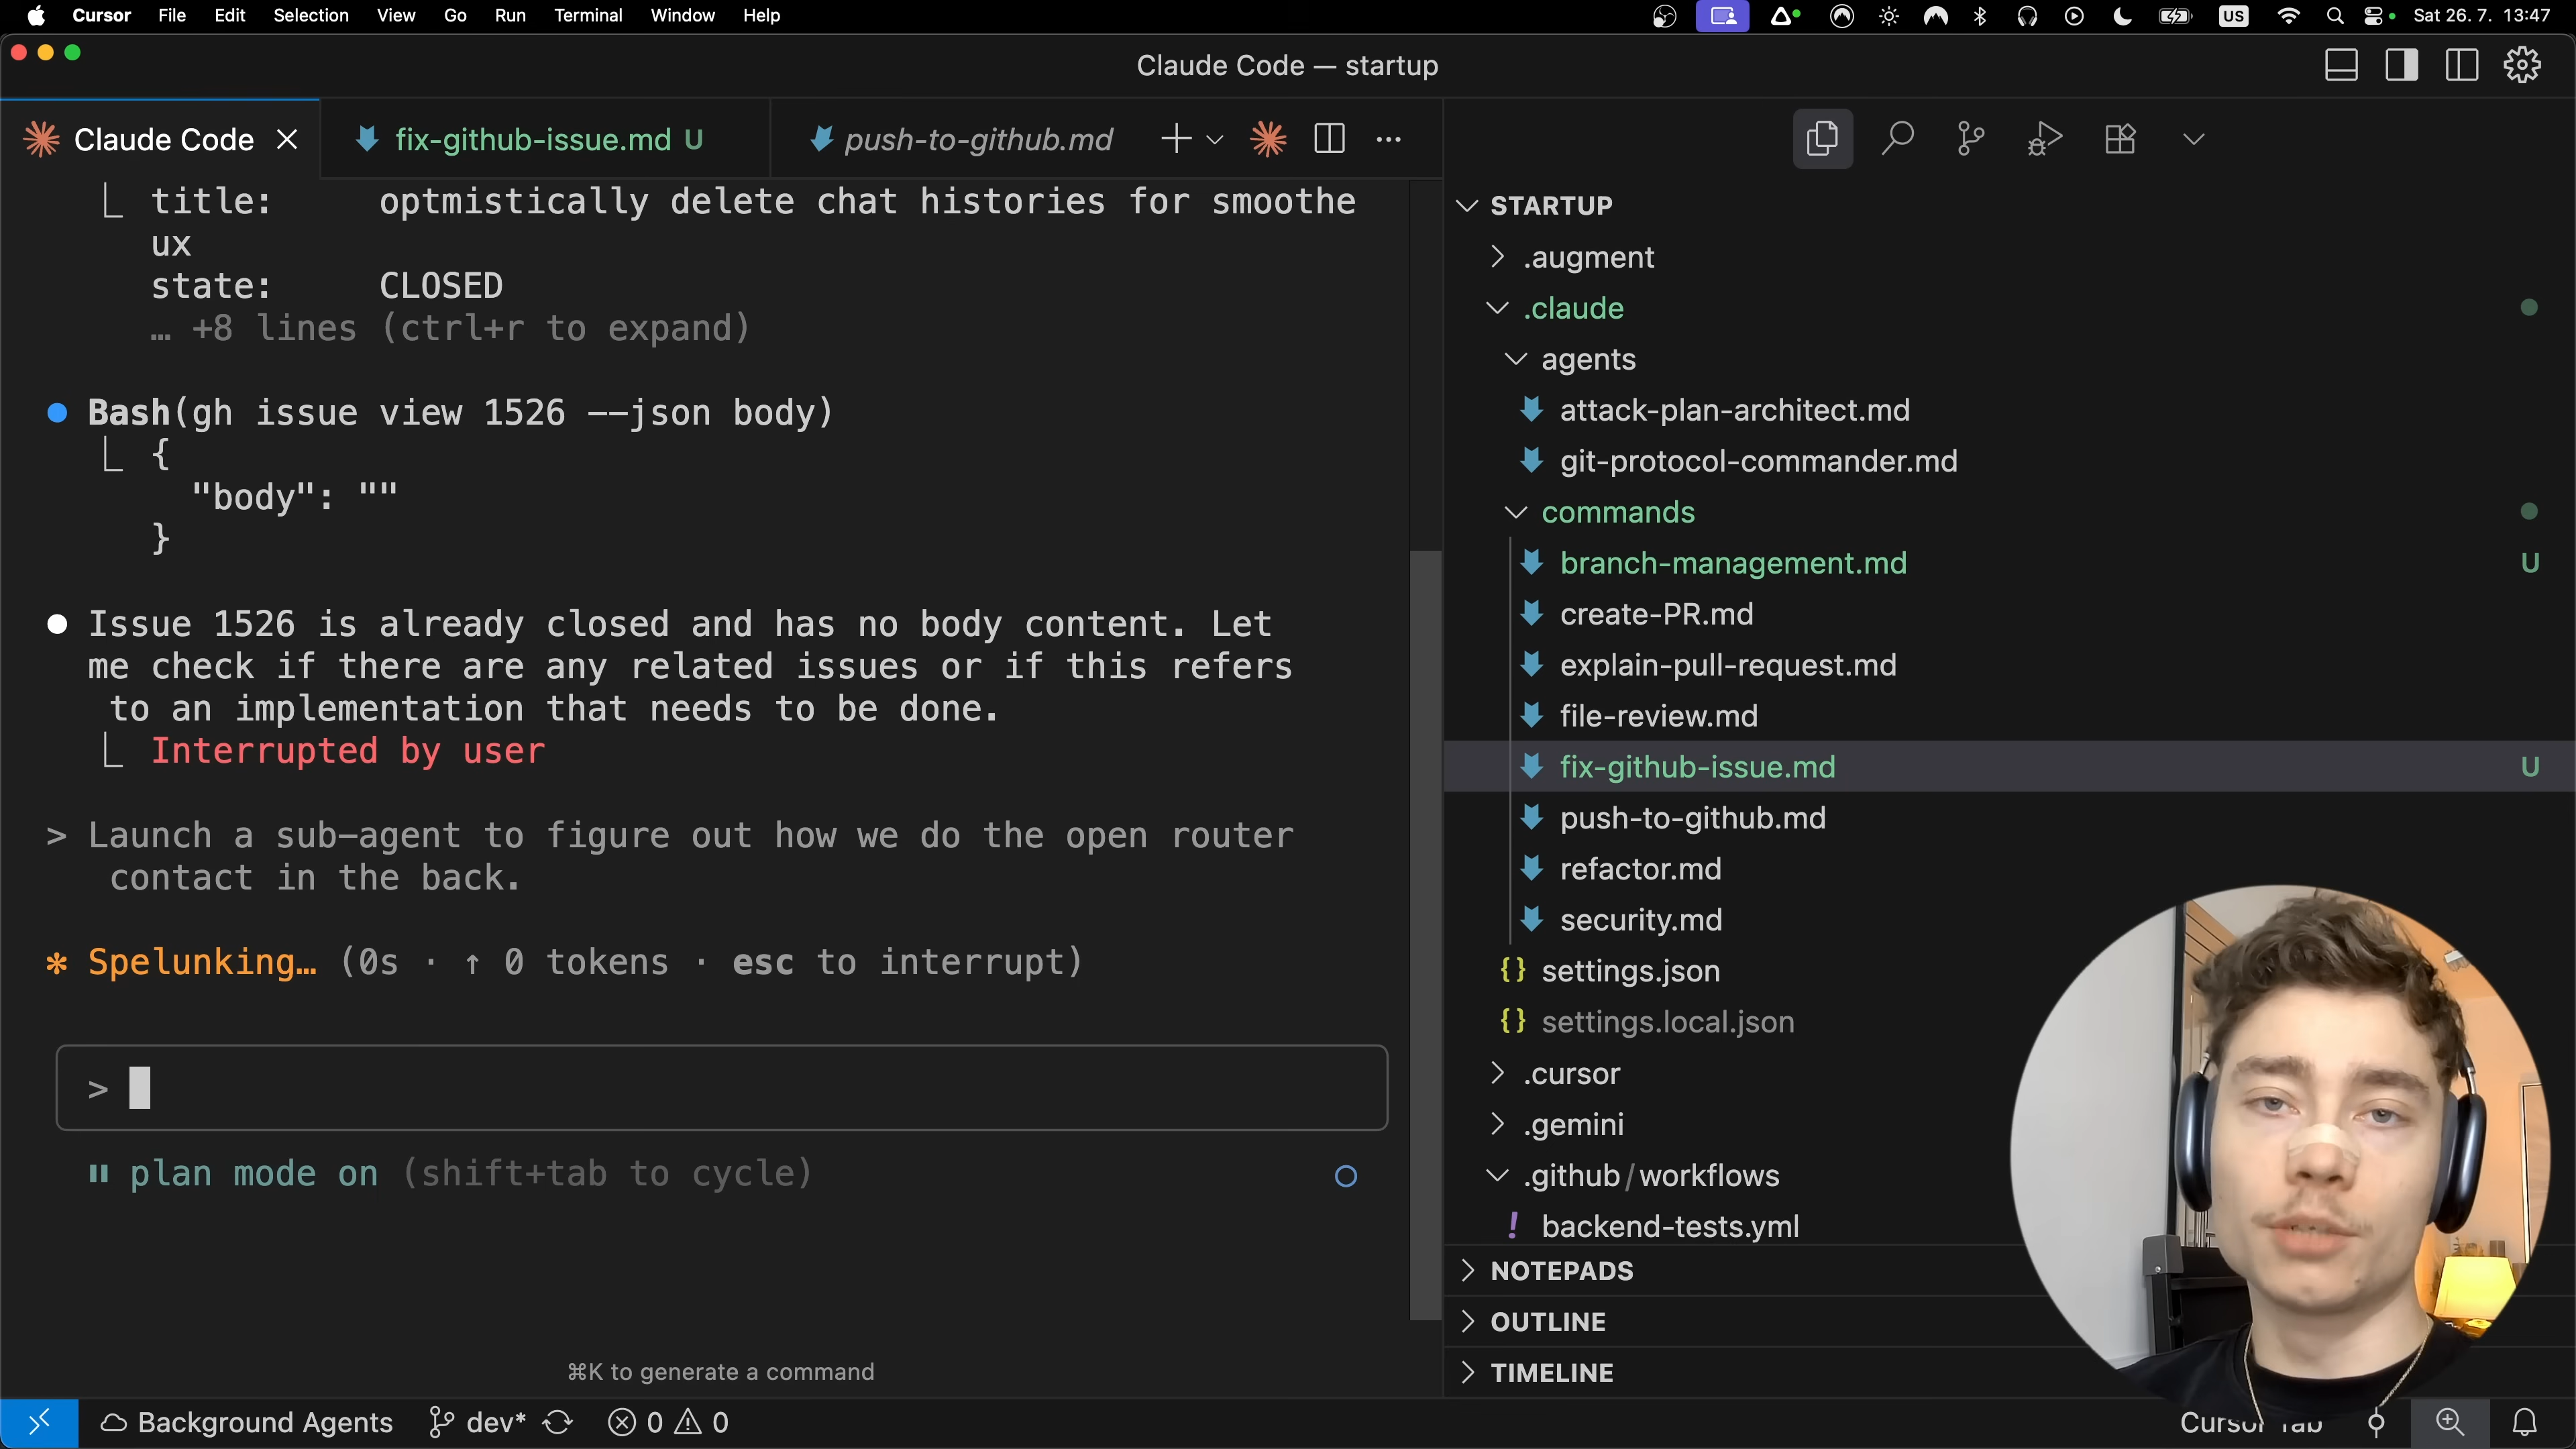 Cursor File Edit Selection View Go Run Terminal Window Help US Sat 26. 7. 13:47
Claude Code — startup
Claude Code fix-github-issue.md U push-to-github.md
title: optmistically delete chat histories for smoothe
ux
state: CLOSED
… +8 lines (ctrl+r to expand)
Bash(gh issue view 1526 --json body)
{
"body": ""
}
Issue 1526 is already closed and has no body content. Let
me check if there are any related issues or if this refers
to an implementation that needs to be done.
Interrupted by user
> Launch a sub-agent to figure out how we do the open router
contact in the back.
Spelunking… (0s · ↑ 0 tokens · esc to interrupt)
>
plan mode on (shift+tab to cycle)
⌘K to generate a command
STARTUP
.augment
.claude
agents
attack-plan-architect.md
git-protocol-commander.md
commands
branch-management.md U
create-PR.md
explain-pull-request.md
file-review.md
fix-github-issue.md U
push-to-github.md
refactor.md
security.md
{} settings.json
{} settings.local.json
.cursor
.gemini
.github/workflows
! backend-tests.yml
NOTEPADS
OUTLINE
TIMELINE
Background Agents dev* 0 0 Cursor Tab